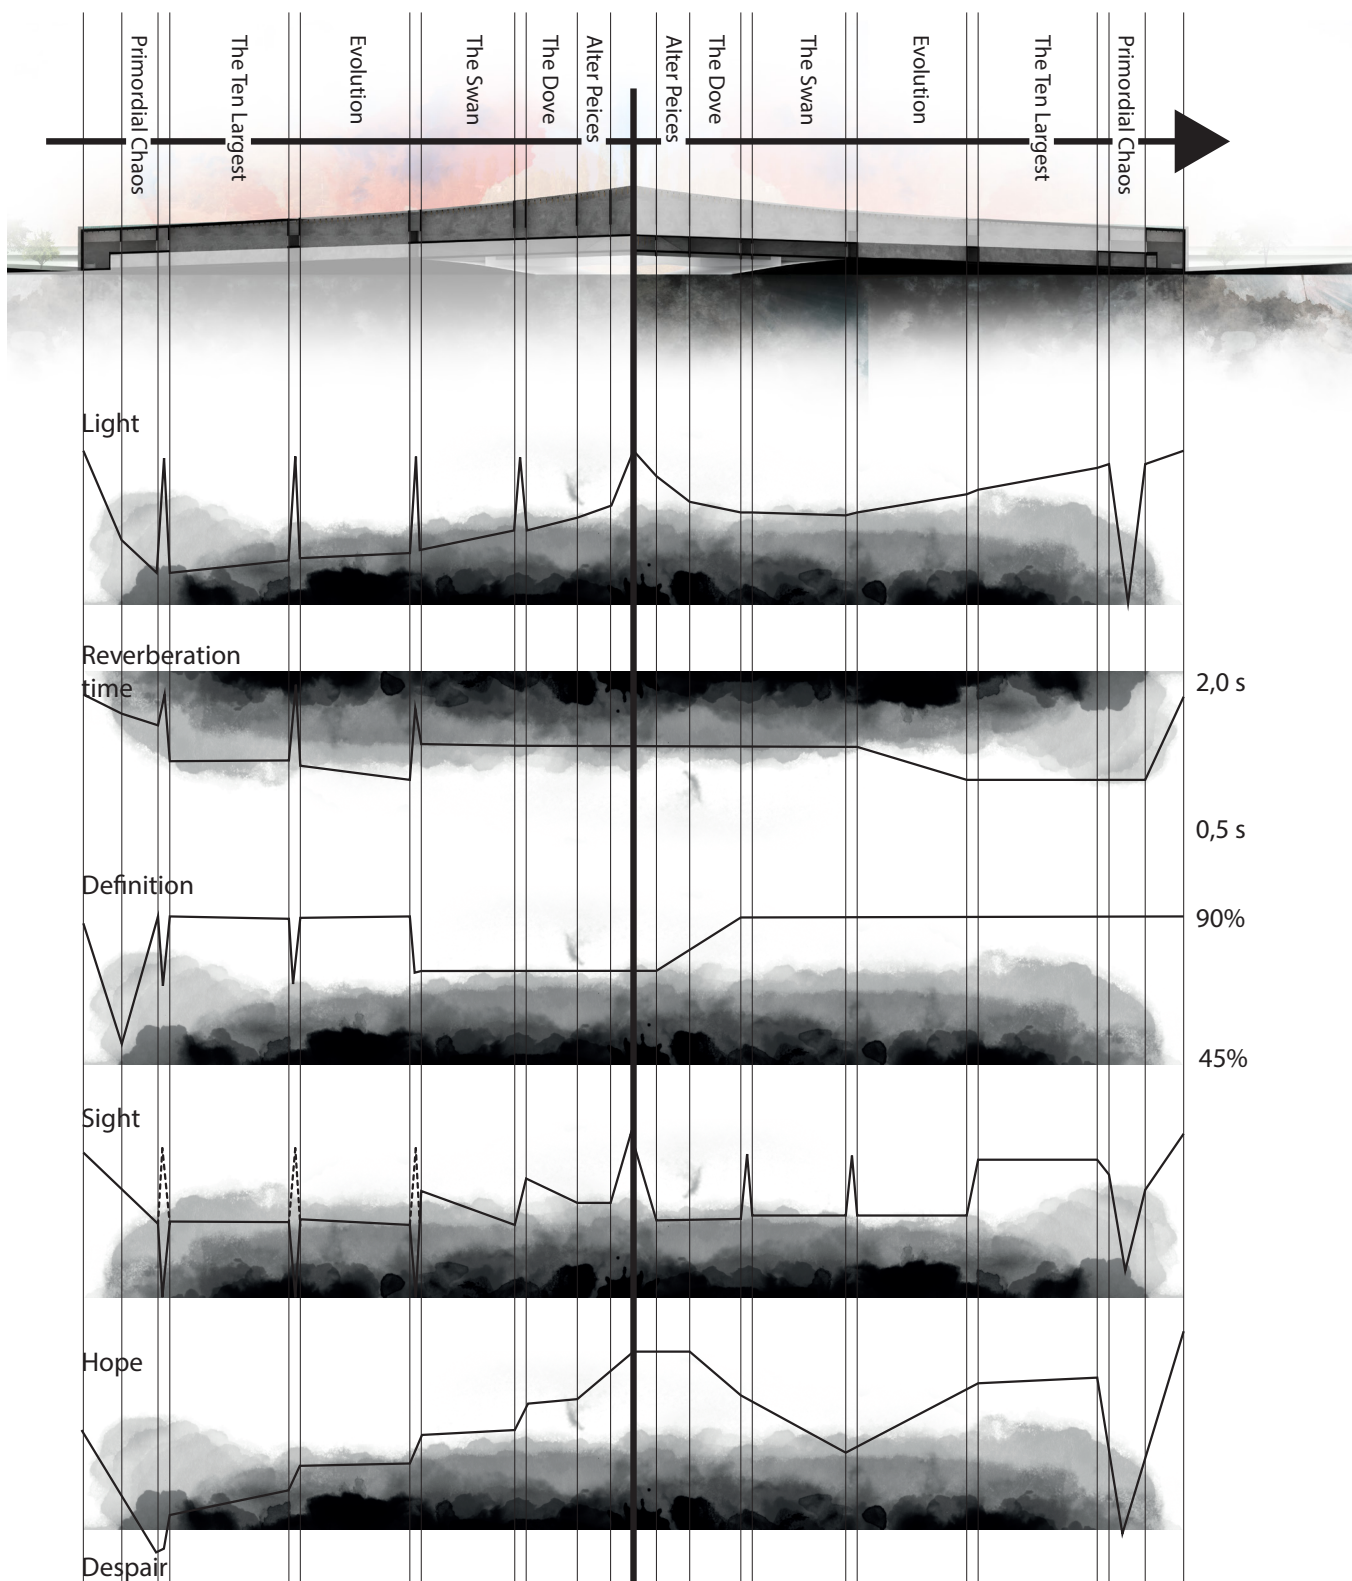 Primordial Chaos
The Ten Largest
Evolution
The Swan
The Dove
Alter Peices
Alter Peices
The Dove
The Swan
Evolution
The Ten Largest
Primordial Chaos
Light
Reverberation
time
2,0 s
0,5 s
Definition
90%
45%
Sight
Hope
Despair